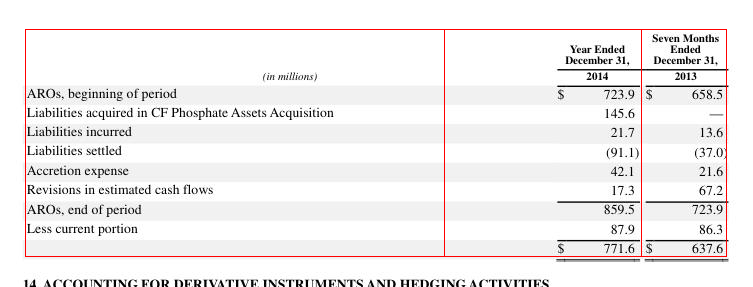 Seven Months
Year Ended Ended
December 31, December 31,
(in millions) 2014 2013
AROs, beginning of period $ 723.9 $ 658.5
Liabilities acquired in CF Phosphate Assets Acquisition 145.6 —
Liabilities incurred 21.7 13.6
Liabilities settled (91.1) (37.0)
Accretion expense 42.1 21.6
Revisions in estimated cash flows 17.3 67.2
AROs, end of period 859.5 723.9
Less current portion 87.9 86.3
$ 771.6 $ 637.6
14. ACCOUNTING FOR DERIVATIVE INSTRUMENTS AND HEDGING ACTIVITIES